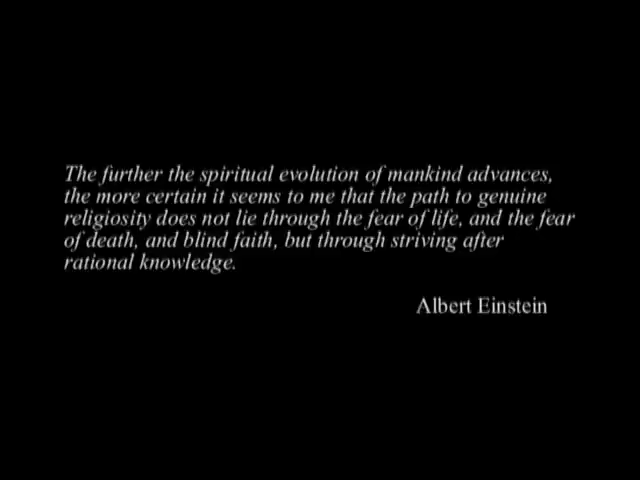 The further the spiritual evolution of mankind advances,
the more certain it seems to me that the path to genuine
religiosity does not lie through the fear of life, and the fear
of death, and blind faith, but through striving after
rational knowledge.
Albert Einstein